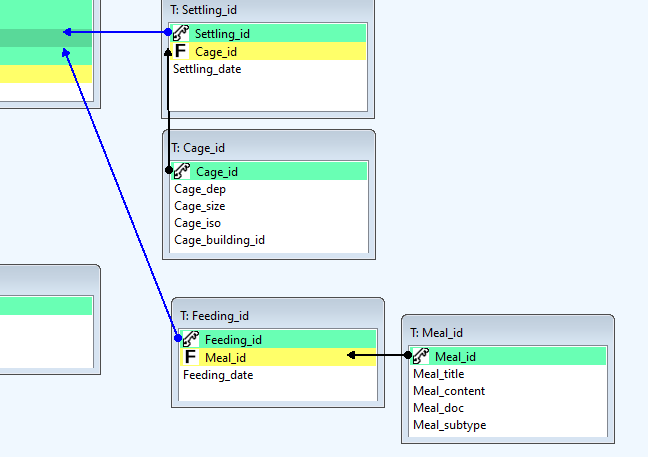 T: Settling_id
Settling_id
F Cage_id
Settling_date
T: Cage_id
Cage_id
Cage_dep
Cage_size
Cage_iso
Cage_building_id
T: Feeding_id
Feeding_id
F Meal_id
Feeding_date
T: Meal_id
Meal_id
Meal_title
Meal_content
Meal_doc
Meal_subtype